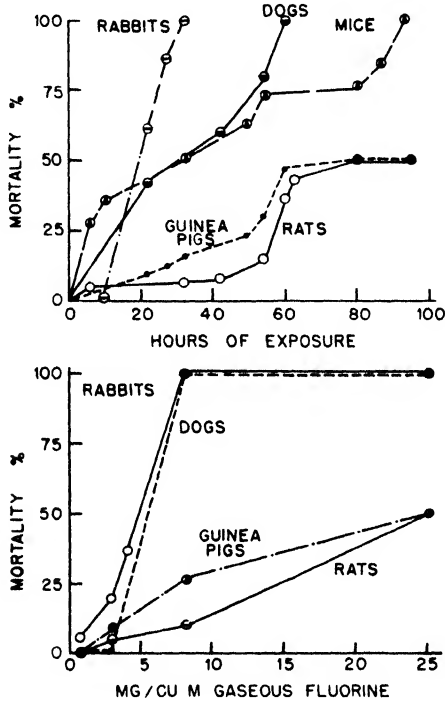 RABBITS
DOGS
MICE
GUINEA
PIGS
RATS
MORTALITY %
100
75
50
25
0
0 20 40 60 80 100
HOURS OF EXPOSURE
RABBITS
DOGS
GUINEA
PIGS
RATS
MORTALITY %
100
75
50
25
0
0 5 10 15 20 25
MG/CU M GASEOUS FLUORINE